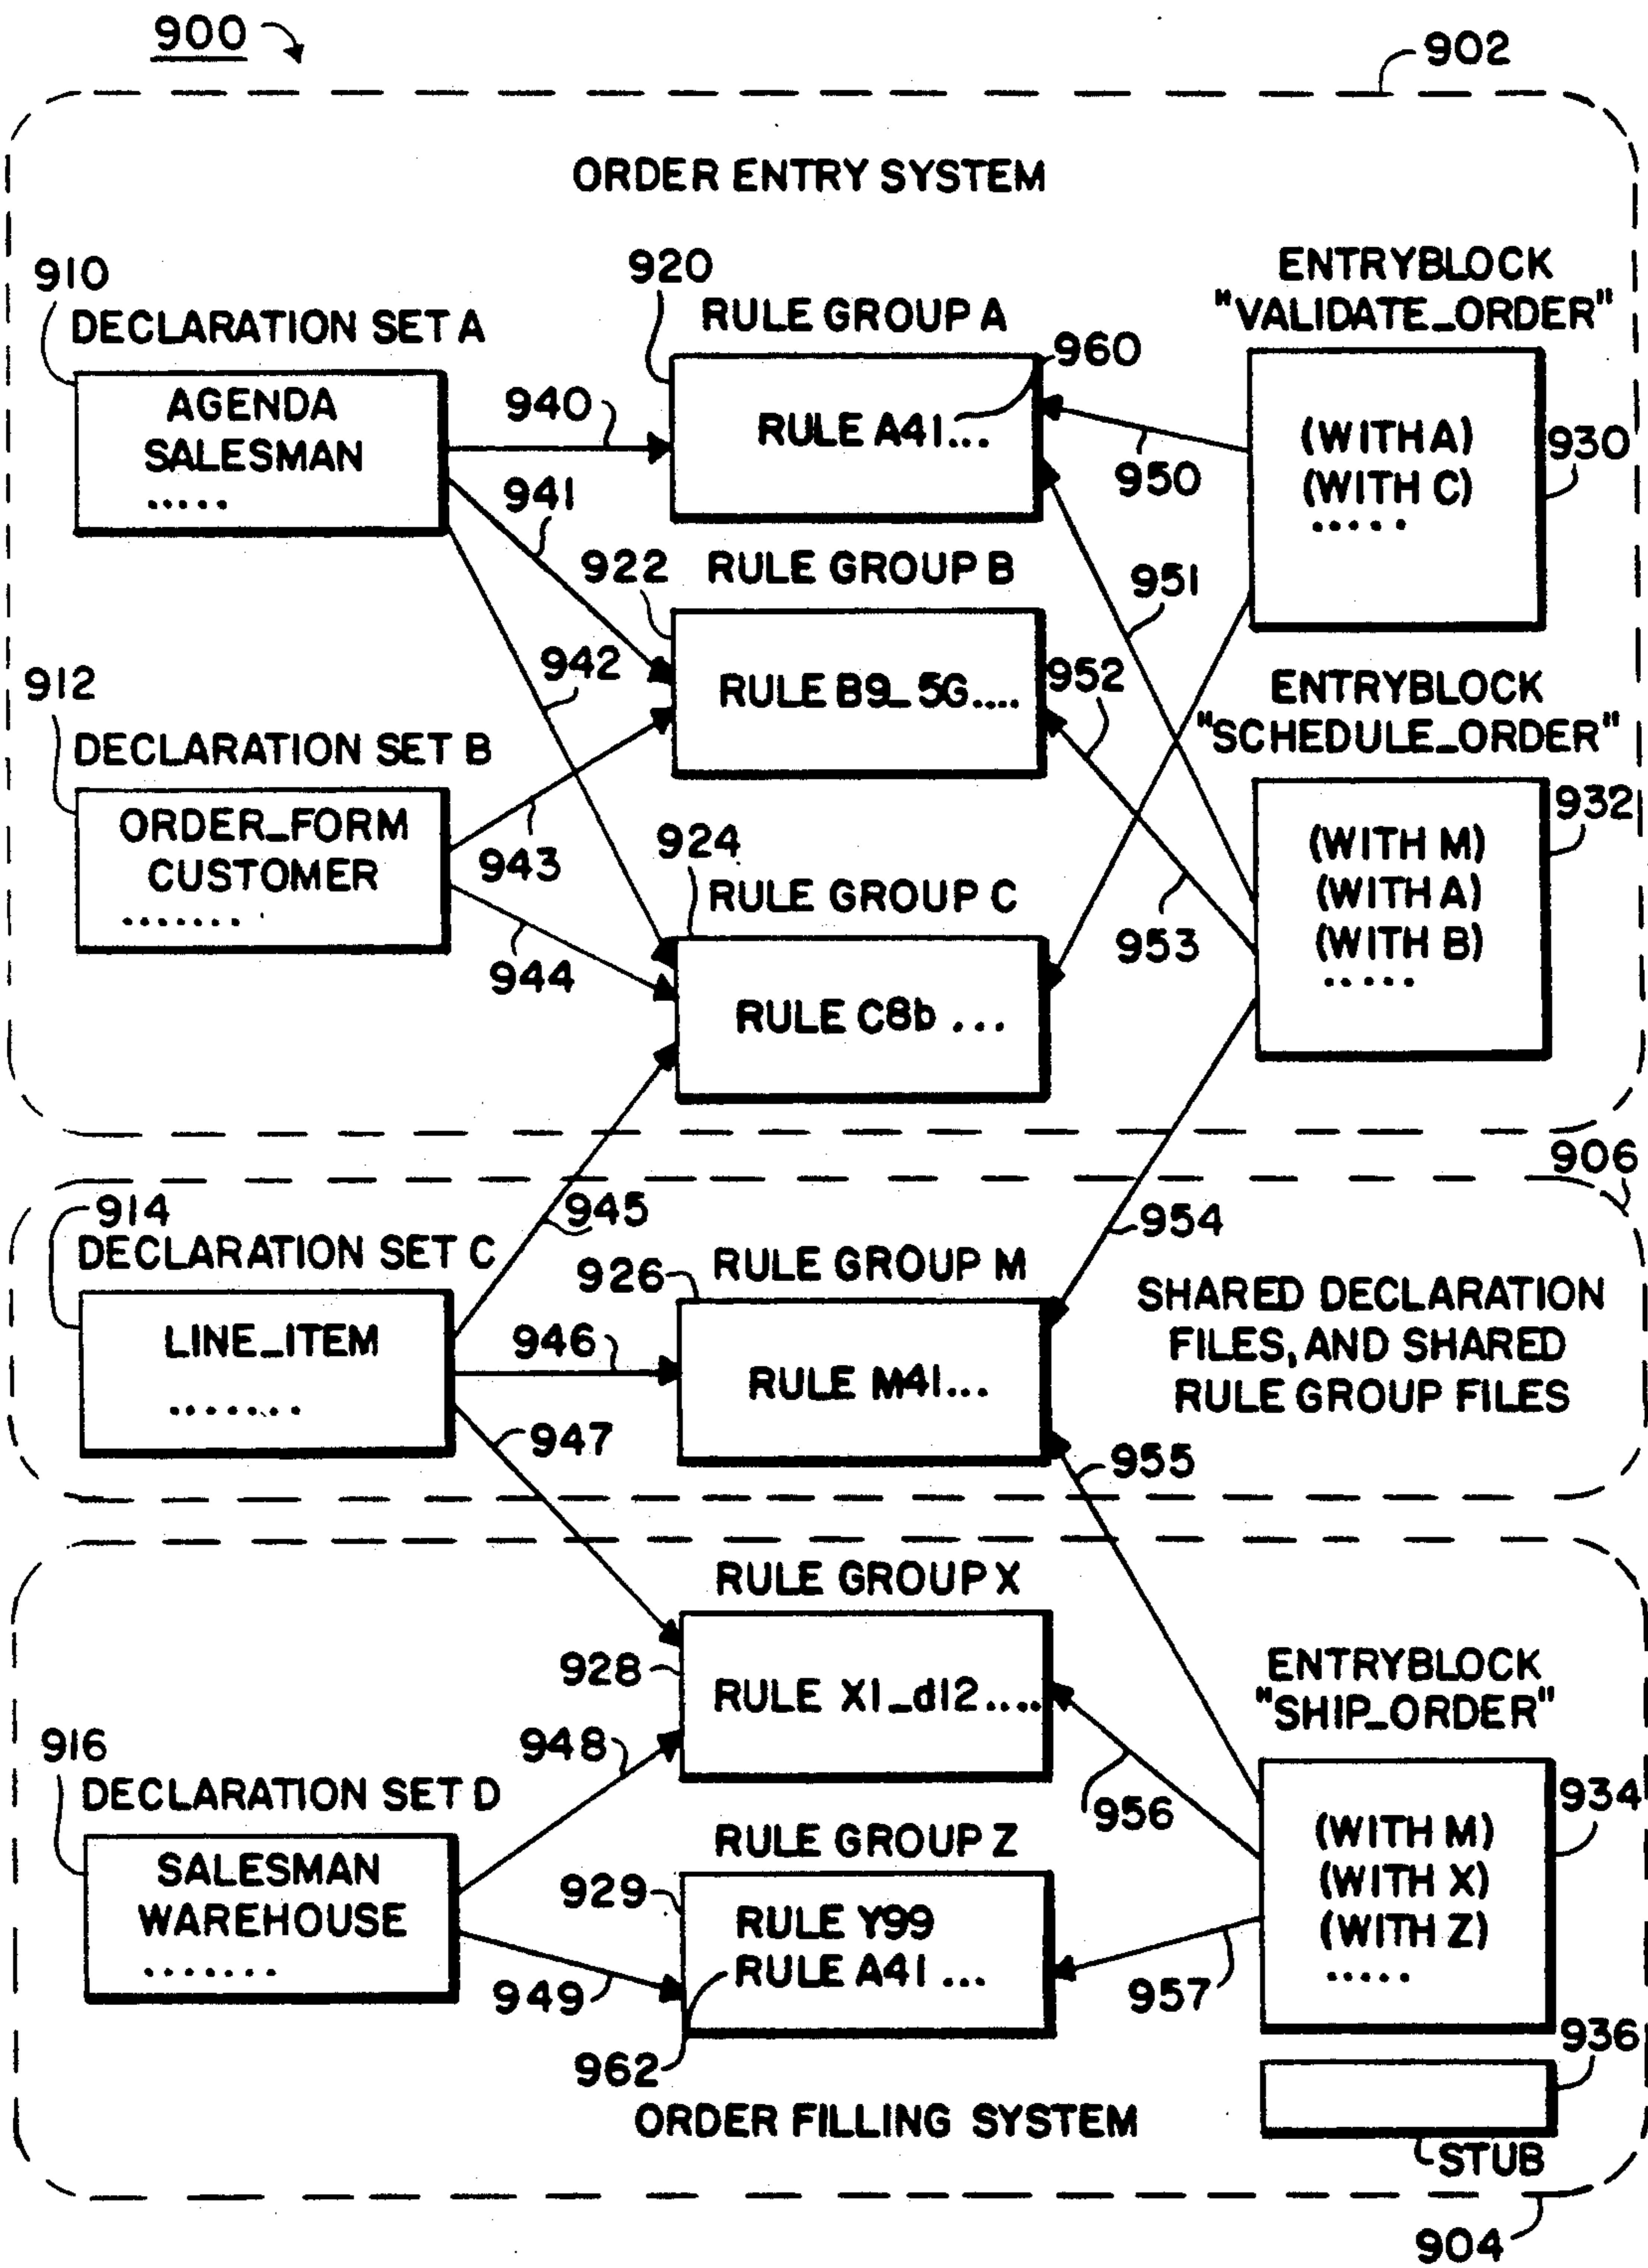 900
902
ORDER ENTRY SYSTEM
910
DECLARATION SET A
AGENDA
SALESMAN
.....
940
941
942
920
RULE GROUP A
960
RULE A41...
ENTRYBLOCK
"VALIDATE_ORDER"
(WITH A)
(WITH C)
.....
930
950
951
922
RULE GROUP B
RULE B9_5G....
952
953
912
DECLARATION SET B
ORDER_FORM
CUSTOMER
.......
943
944
924
RULE GROUP C
RULE C8b ...
ENTRYBLOCK
"SCHEDULE_ORDER"
932
(WITH M)
(WITH A)
(WITH B)
.....
906
914
DECLARATION SET C
LINE_ITEM
.......
945
946
947
926
RULE GROUP M
RULE M41...
954
955
SHARED DECLARATION
FILES, AND SHARED
RULE GROUP FILES
RULE GROUP X
928
RULE X1_d12....
916
DECLARATION SET D
SALESMAN
WAREHOUSE
.......
948
949
RULE GROUP Z
929
RULE Y99
RULE A41 ...
962
956
957
ENTRYBLOCK
"SHIP_ORDER"
934
(WITH M)
(WITH X)
(WITH Z)
.....
936
STUB
ORDER FILLING SYSTEM
904